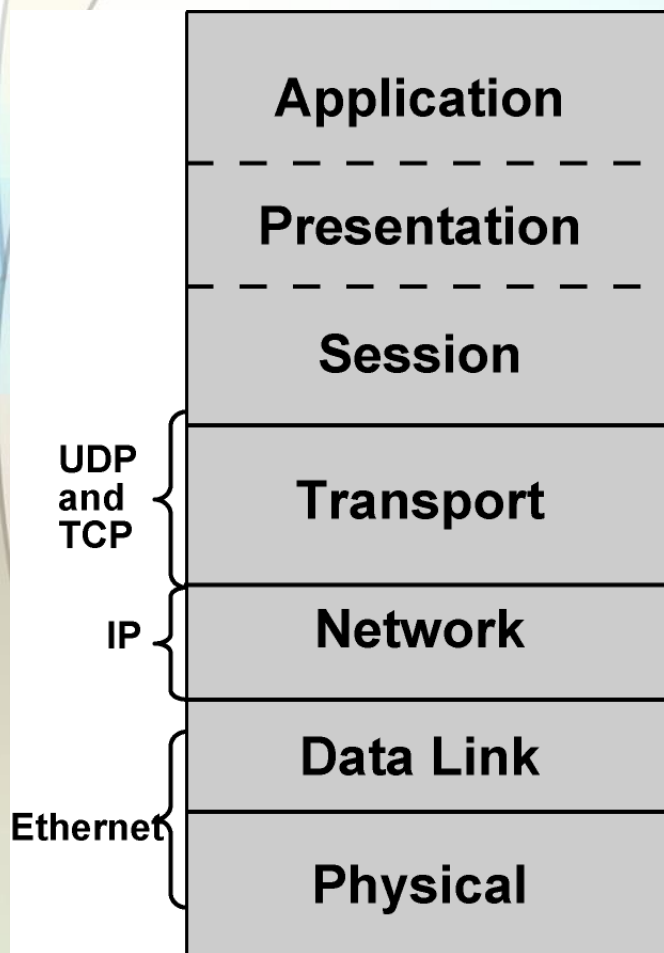 Application
Presentation
Session
UDP
and
TCP
Transport
IP
Network
Data Link
Ethernet
Physical